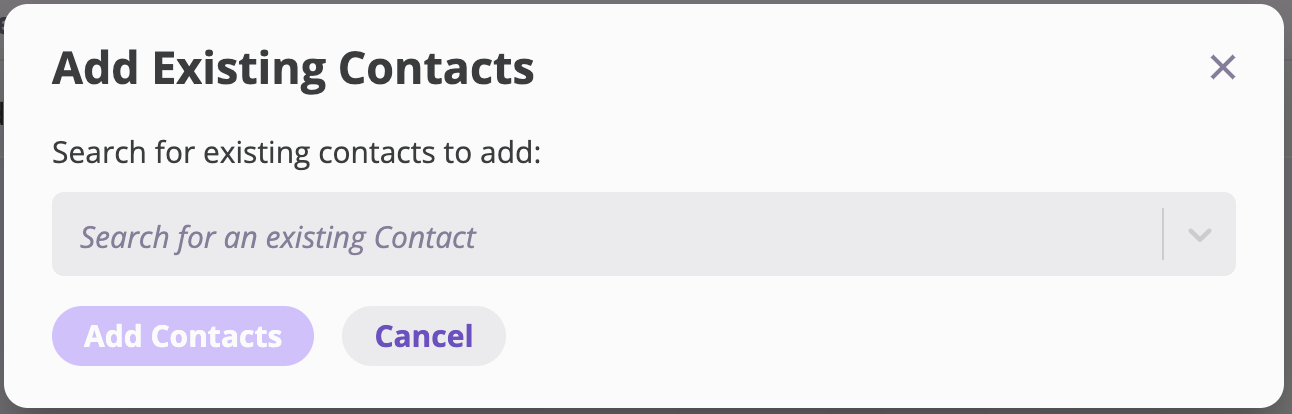 Add Existing Contacts
Search for existing contacts to add:
Search for an existing Contact
Add Contacts
Cancel